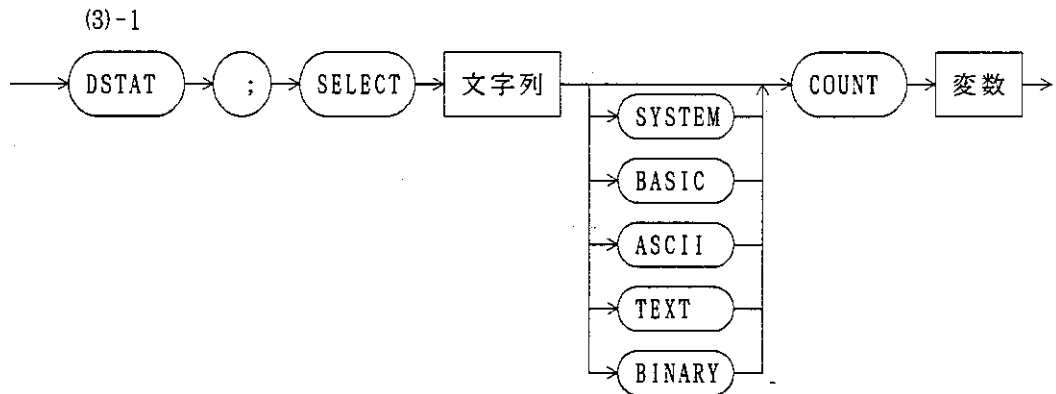 (3)-1
DSTAT ; SELECT 文字列 COUNT 変数
SYSTEM
BASIC
ASCII
TEXT
BINARY